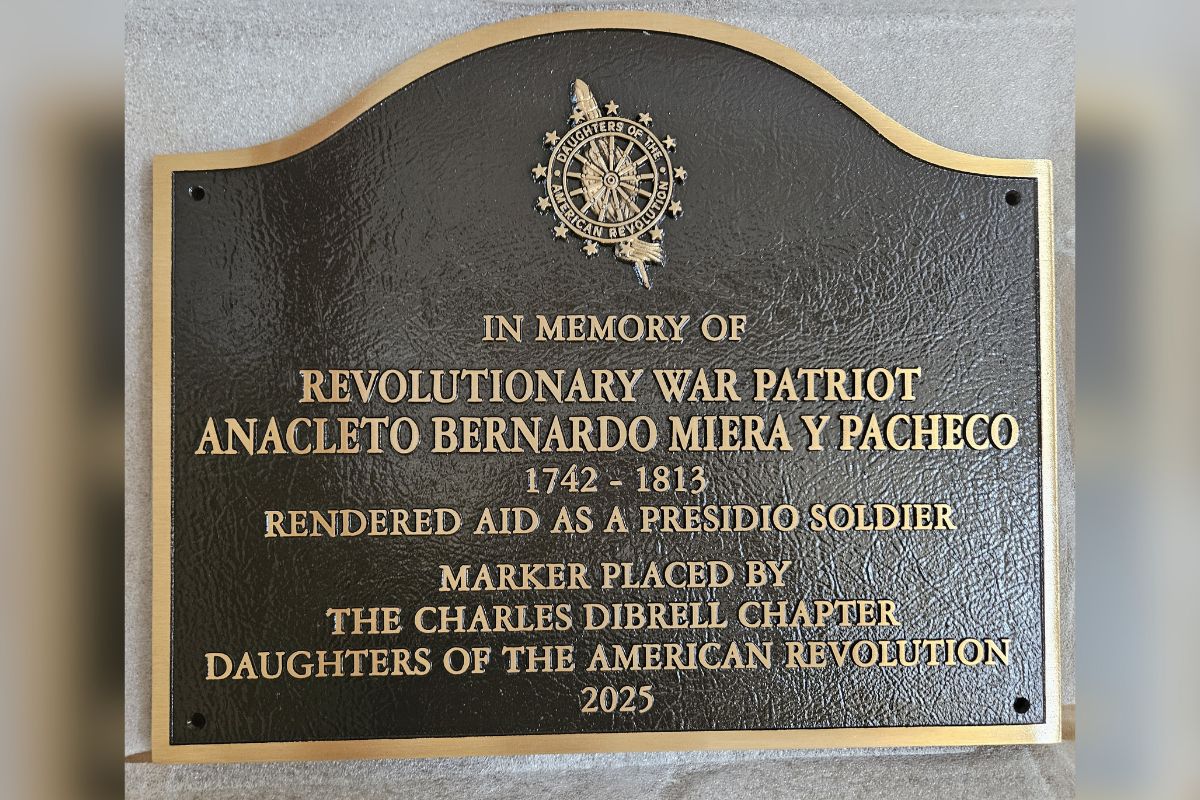 DAUGHTERS OF THE
AMERICAN REVOLUTION
IN MEMORY OF
REVOLUTIONARY WAR PATRIOT
ANACLETO BERNARDO MIERA Y PACHECO
1742 - 1813
RENDERED AID AS A PRESIDIO SOLDIER
MARKER PLACED BY
THE CHARLES DIBRELL CHAPTER
DAUGHTERS OF THE AMERICAN REVOLUTION
2025